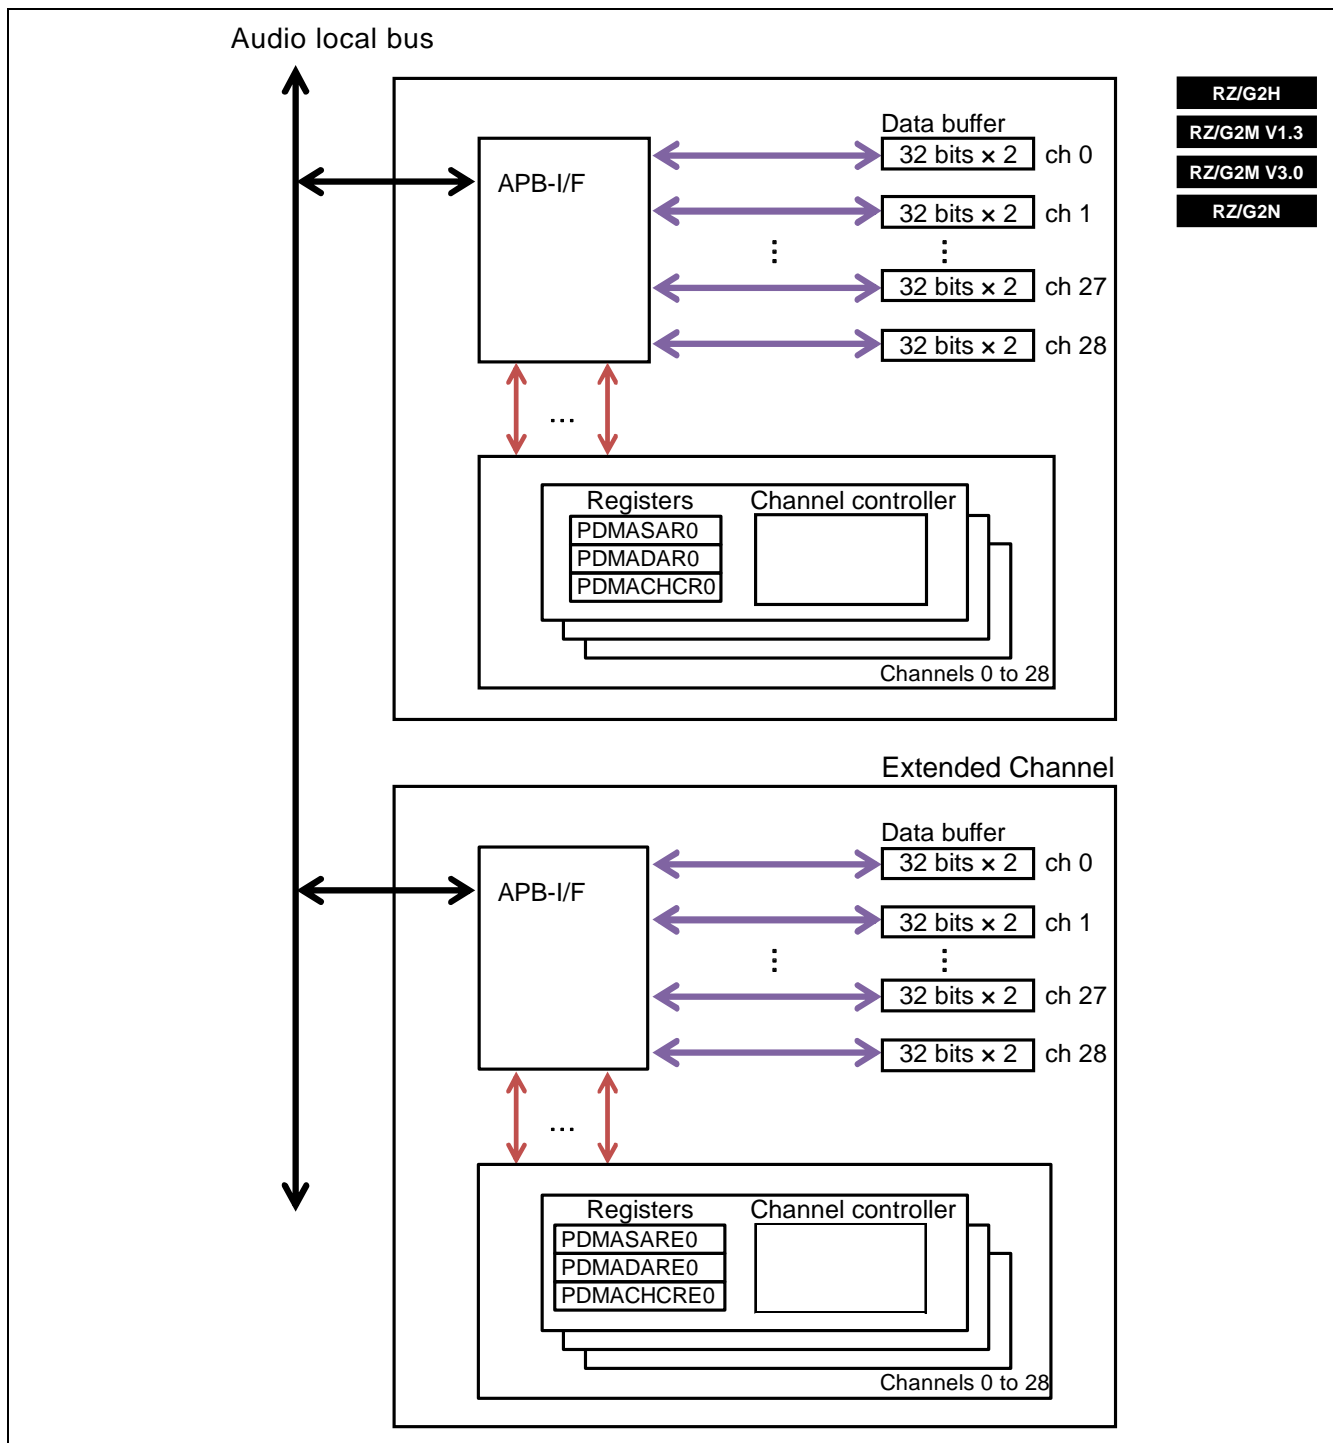 Audio local bus
RZ/G2H
RZ/G2M V1.3
RZ/G2M V3.0
RZ/G2N
APB-I/F
Data buffer
32 bits × 2 ch 0
32 bits × 2 ch 1
⋮ ⋮
32 bits × 2 ch 27
32 bits × 2 ch 28
...
Registers Channel controller
PDMASAR0
PDMADAR0
PDMACHCR0
Channels 0 to 28
Extended Channel
APB-I/F
Data buffer
32 bits × 2 ch 0
32 bits × 2 ch 1
⋮ ⋮
32 bits × 2 ch 27
32 bits × 2 ch 28
...
Registers Channel controller
PDMASARE0
PDMADARE0
PDMACHCRE0
Channels 0 to 28